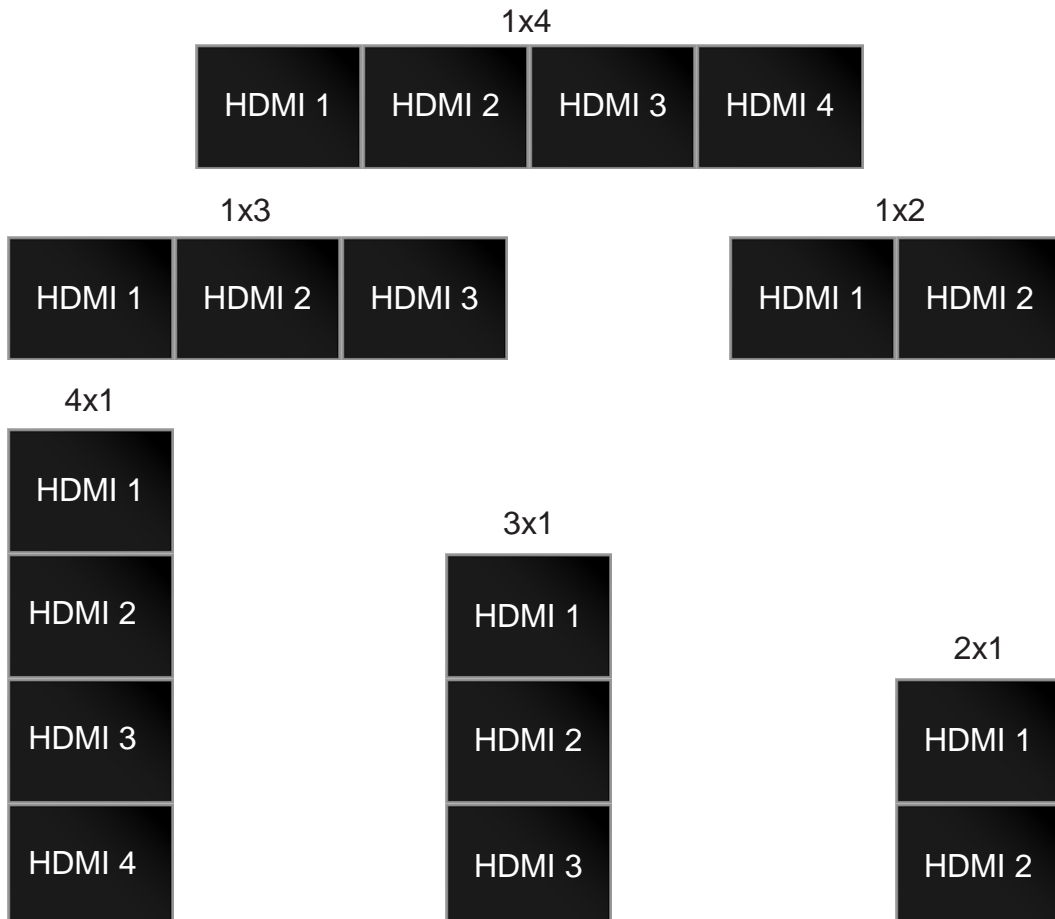 1x4
HDMI 1 HDMI 2 HDMI 3 HDMI 4
1x3
HDMI 1 HDMI 2 HDMI 3
1x2
HDMI 1 HDMI 2
4x1
HDMI 1
HDMI 2
HDMI 3
HDMI 4
3x1
HDMI 1
HDMI 2
HDMI 3
2x1
HDMI 1
HDMI 2